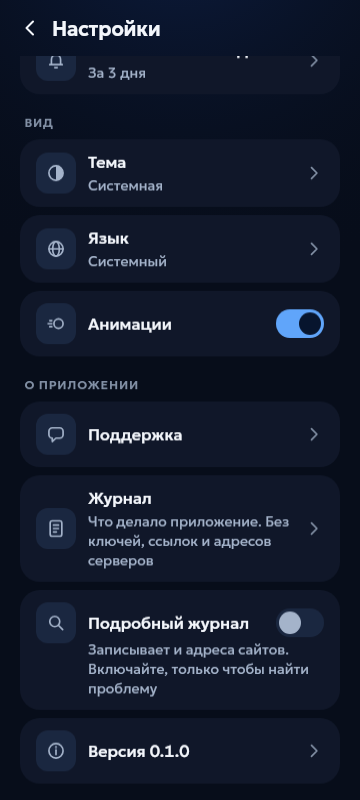 Настройки
За 3 дня
ВИД
Тема
Системная
Язык
Системный
Анимации
О ПРИЛОЖЕНИИ
Поддержка
Журнал
Что делало приложение. Без
ключей, ссылок и адресов
серверов
Подробный журнал
Записывает и адреса сайтов.
Включайте, только чтобы найти
проблему
Версия 0.1.0